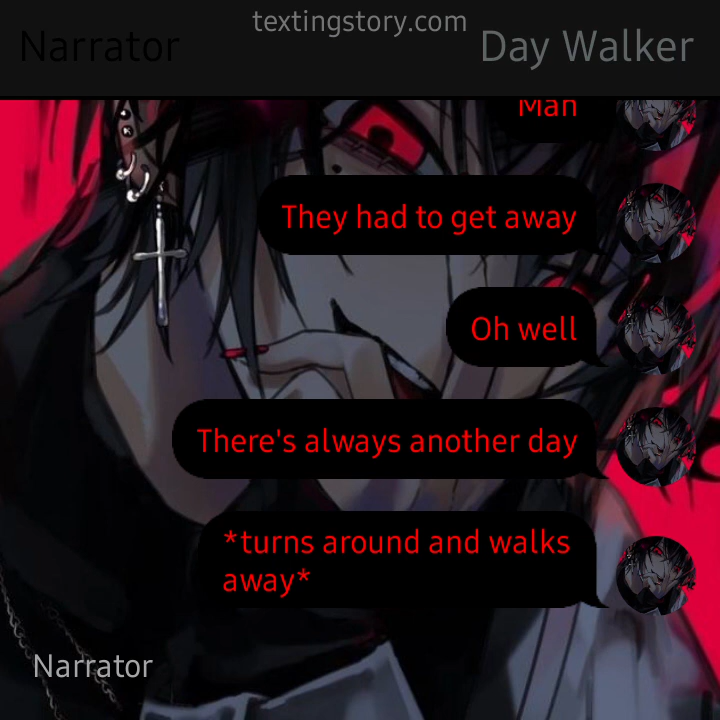 textingstory.com
Narrator
Day Walker
Man
They had to get away
Oh well
There's always another day
*turns around and walks
away*
Narrator